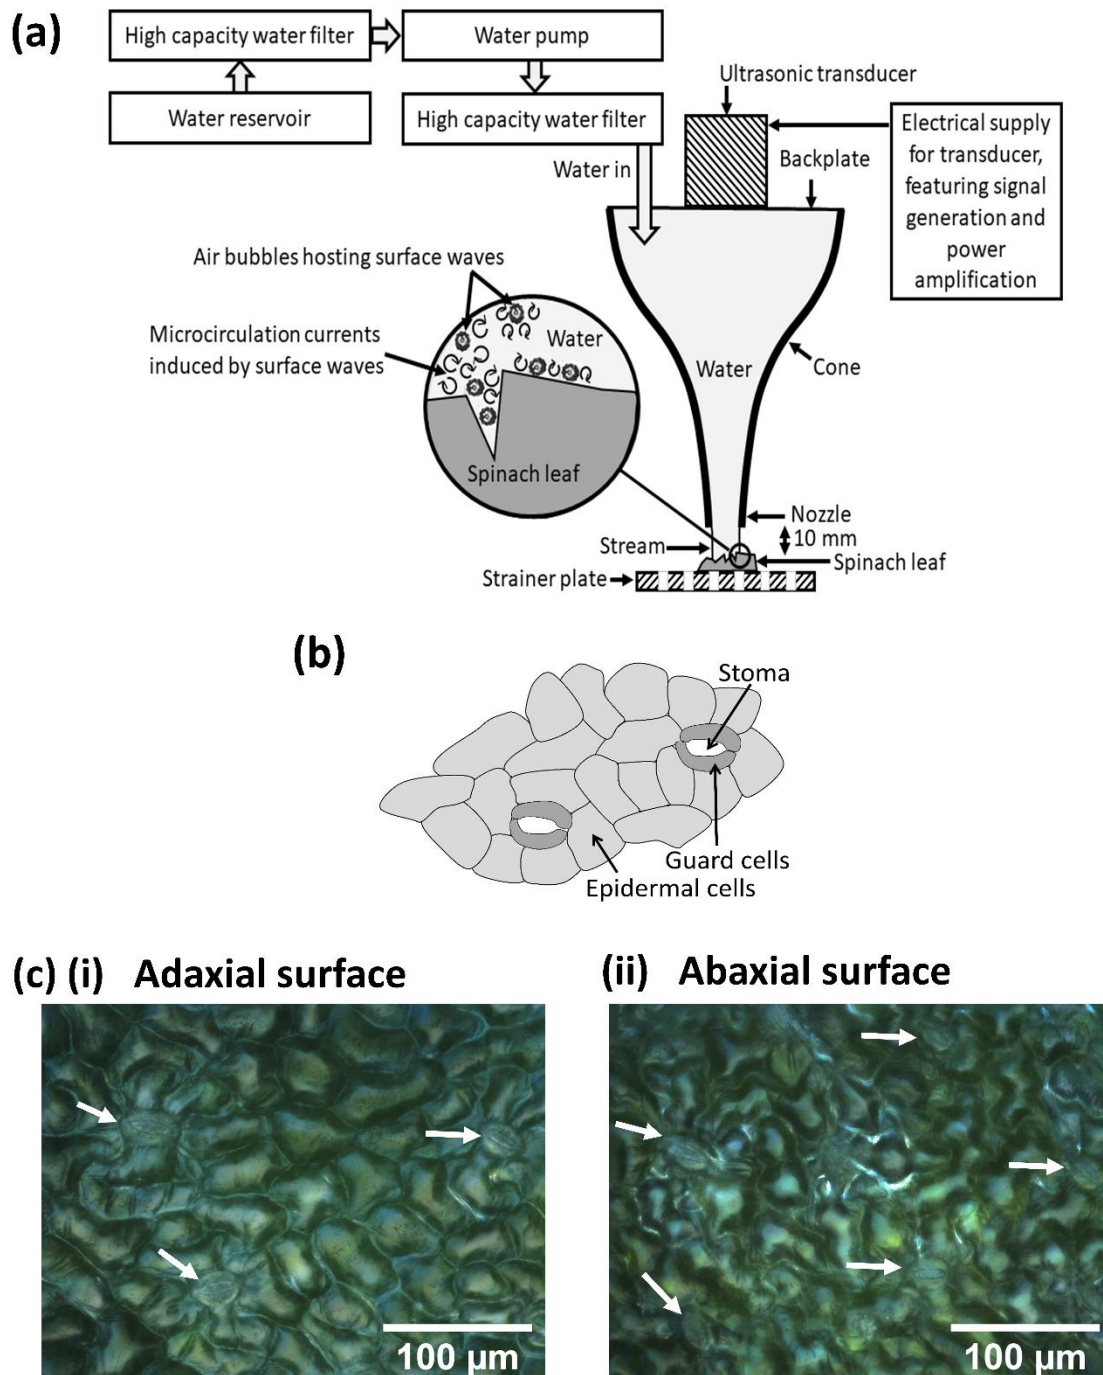 (a)
High capacity water filter
Water pump
Water reservoir
High capacity water filter
Water in
Ultrasonic transducer
Backplate
Electrical supply
for transducer,
featuring signal
generation and
power
amplification
Air bubbles hosting surface waves
Microcirculation currents
induced by surface waves
Water
Spinach leaf
Water
Cone
Nozzle
10 mm
Stream
Spinach leaf
Strainer plate
(b)
Stoma
Guard cells
Epidermal cells
(c) (i) Adaxial surface
(ii) Abaxial surface
100 µm
100 µm